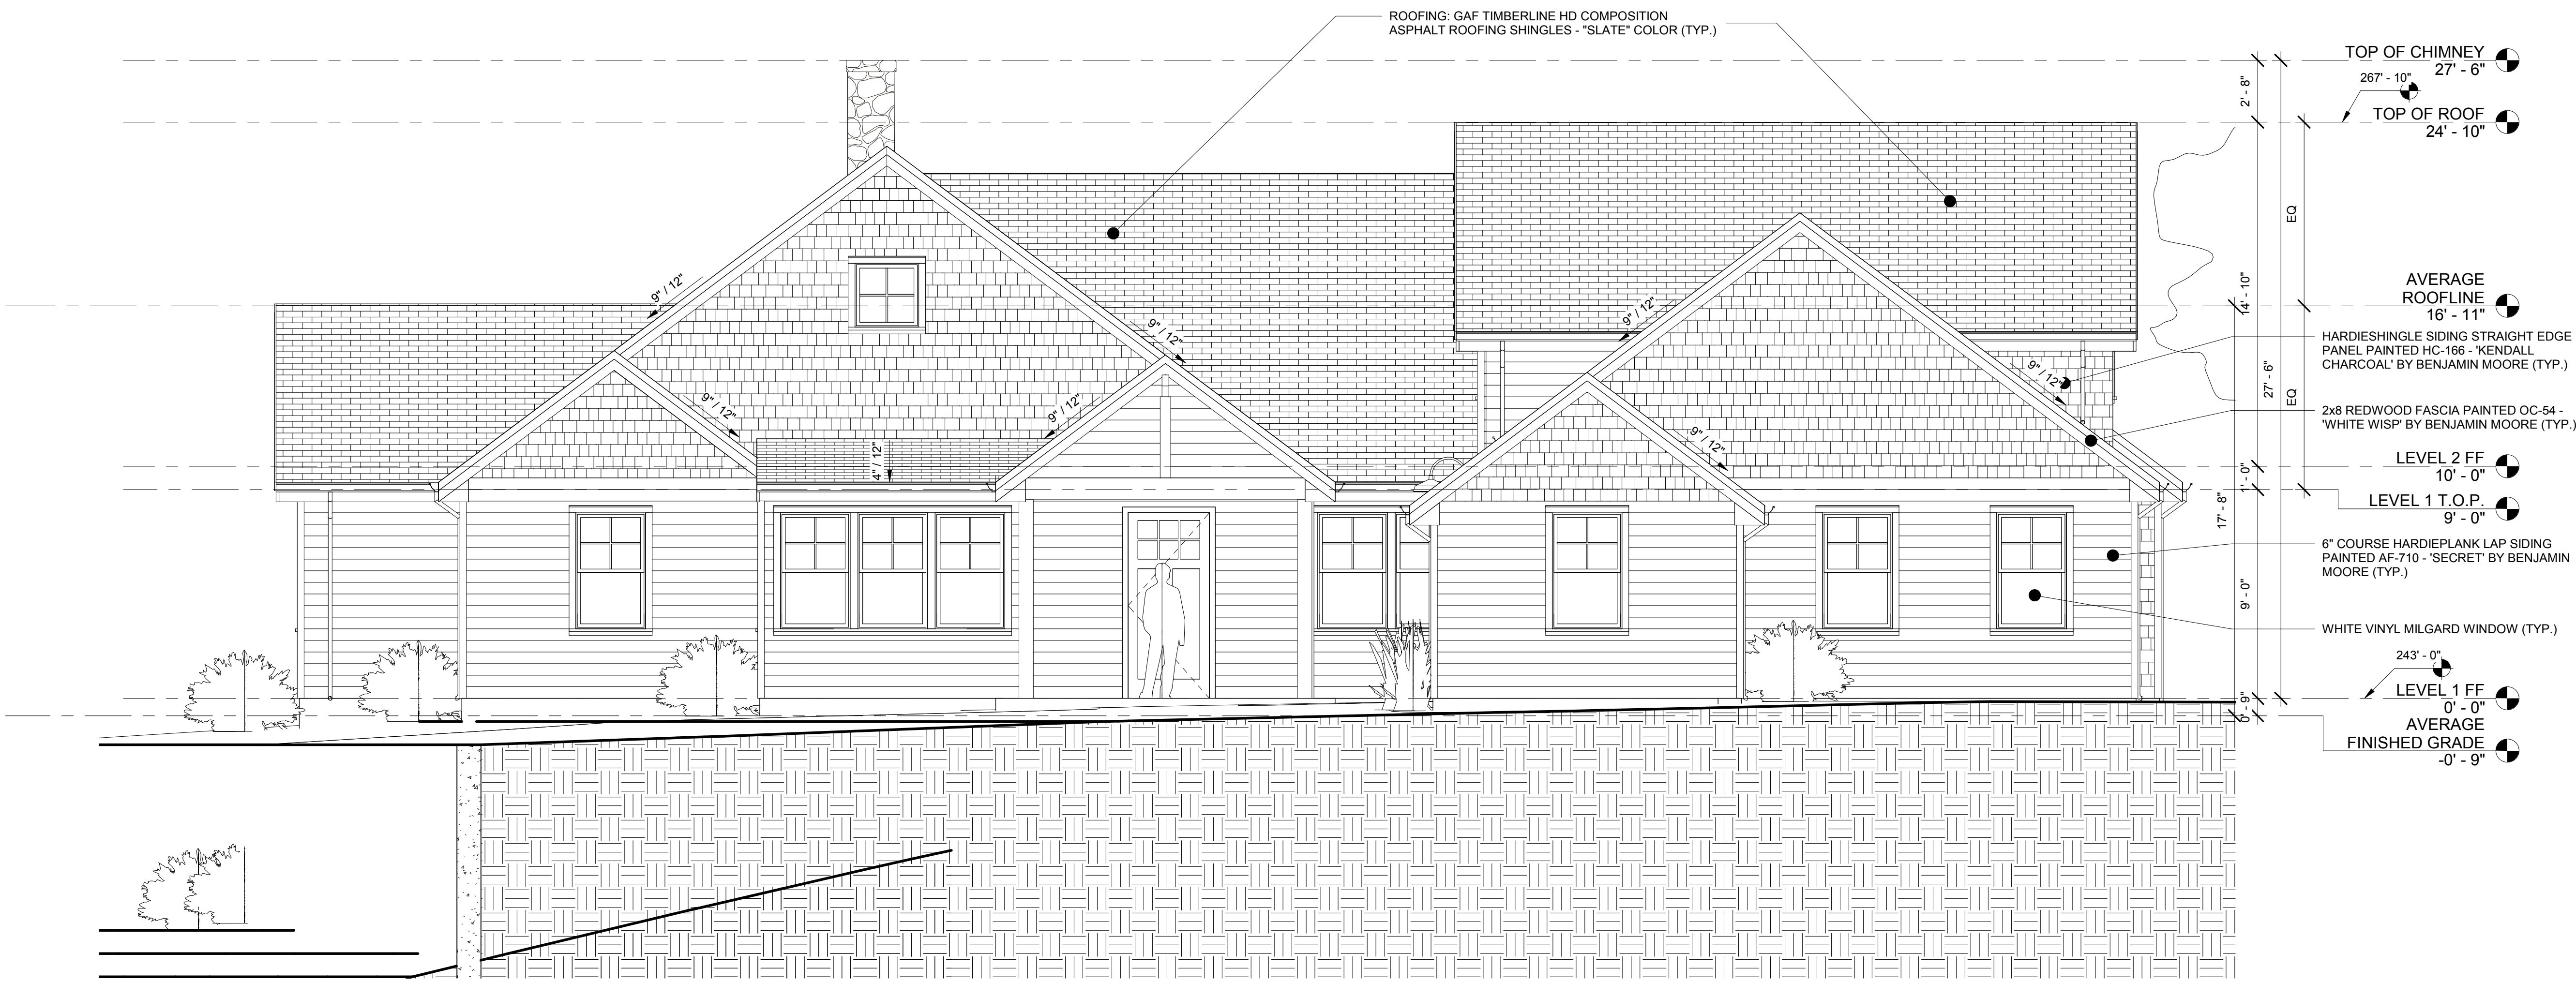 ROOFING: GAF TIMBERLINE HD COMPOSITION
ASPHALT ROOFING SHINGLES - "SLATE" COLOR (TYP.)
TOP OF CHIMNEY
27' - 6"
267' - 10"
TOP OF ROOF
24' - 10"
2' - 8"
EQ
14' - 10"
AVERAGE
ROOFLINE
16' - 11"
HARDIESHINGLE SIDING STRAIGHT EDGE
PANEL PAINTED HC-166 - 'KENDALL
CHARCOAL' BY BENJAMIN MOORE (TYP.)
27' - 6"
EQ
2x8 REDWOOD FASCIA PAINTED OC-54 -
'WHITE WISP' BY BENJAMIN MOORE (TYP.)
9" / 12"
9" / 12"
9" / 12"
9" / 12"
9" / 12"
9" / 12"
9" / 12"
4" / 12"
9" / 12"
LEVEL 2 FF
10' - 0"
1' - 0"
LEVEL 1 T.O.P.
9' - 0"
17' - 8"
6" COURSE HARDIEPLANK LAP SIDING
PAINTED AF-710 - 'SECRET' BY BENJAMIN
MOORE (TYP.)
9' - 0"
WHITE VINYL MILGARD WINDOW (TYP.)
243' - 0"
LEVEL 1 FF
0' - 0"
0' - 9"
AVERAGE
FINISHED GRADE
-0' - 9"